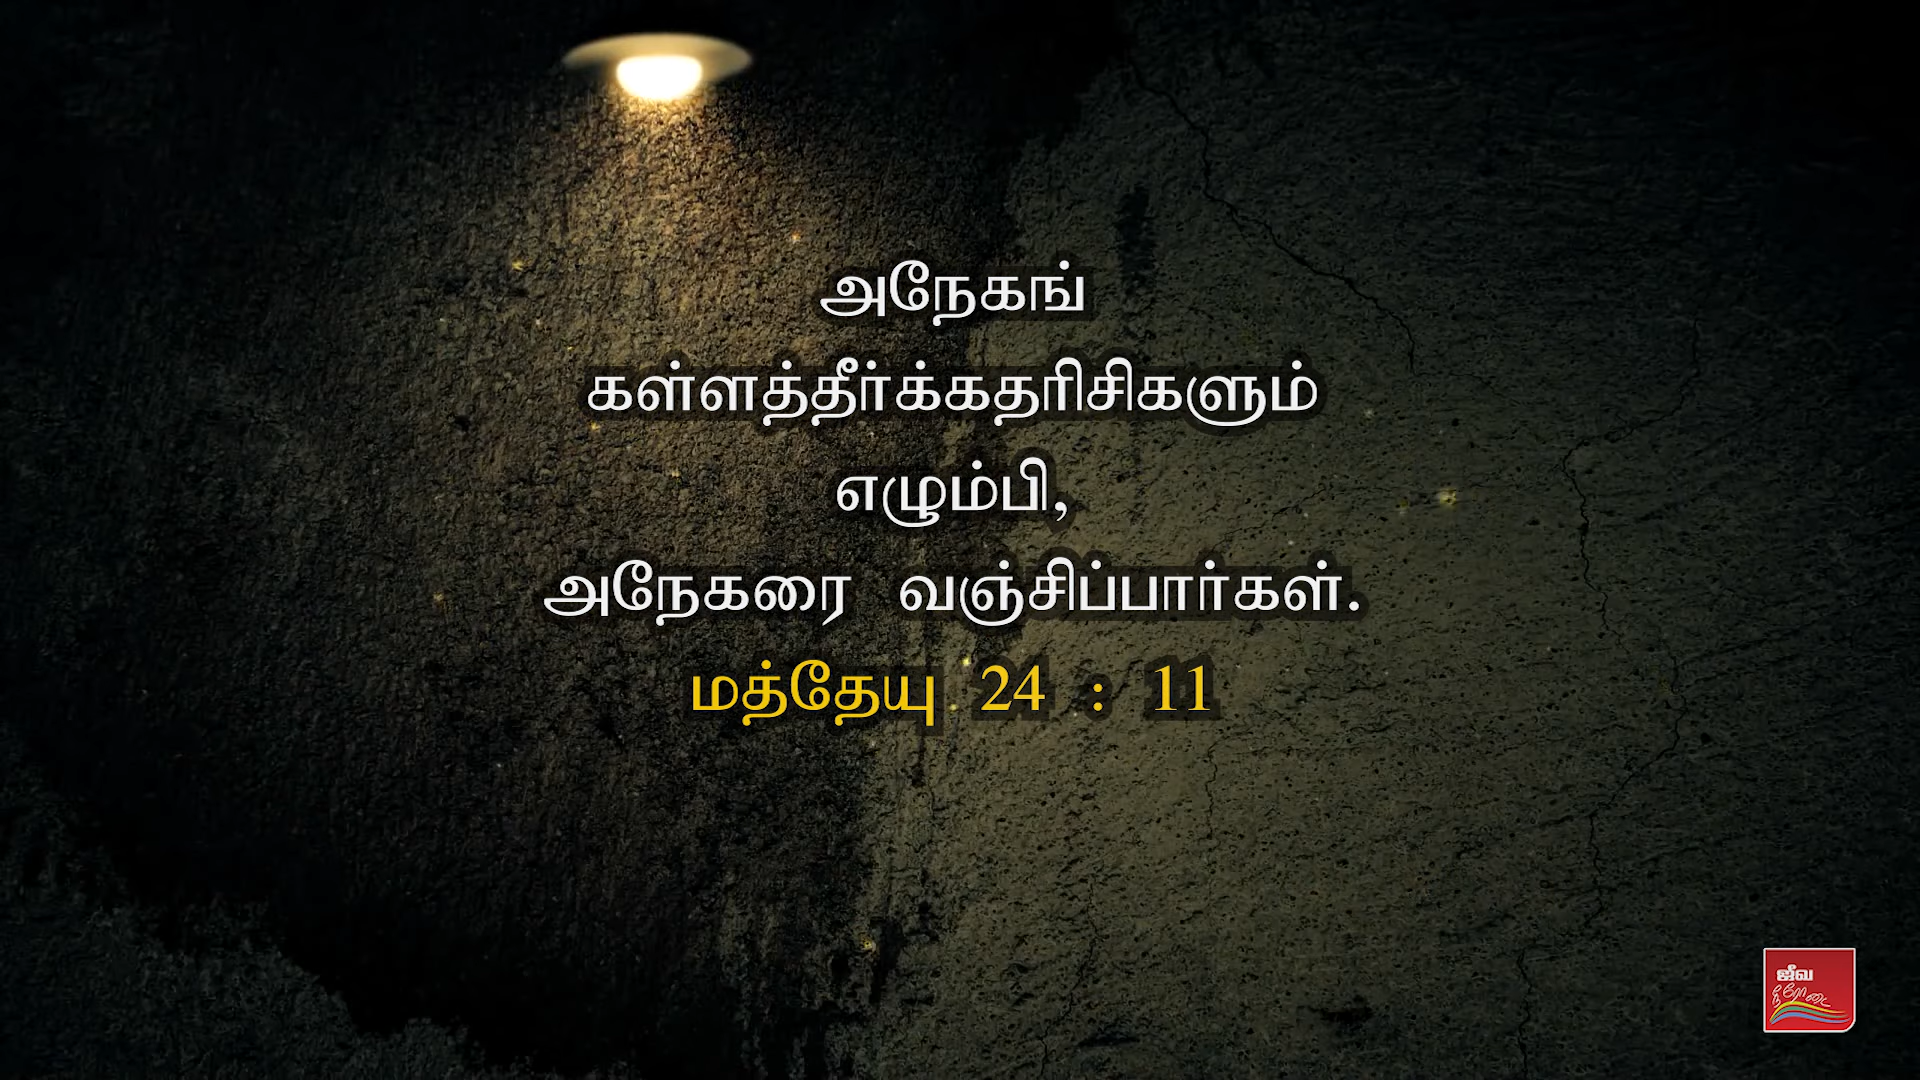 அநேகங்
கள்ளத்தீர்க்கதரிசிகளும்
எழும்பி,
அநேகரை வஞ்சிப்பார்கள்.
மத்தேயு 24 : 11
ஜீவ
நீரோடை